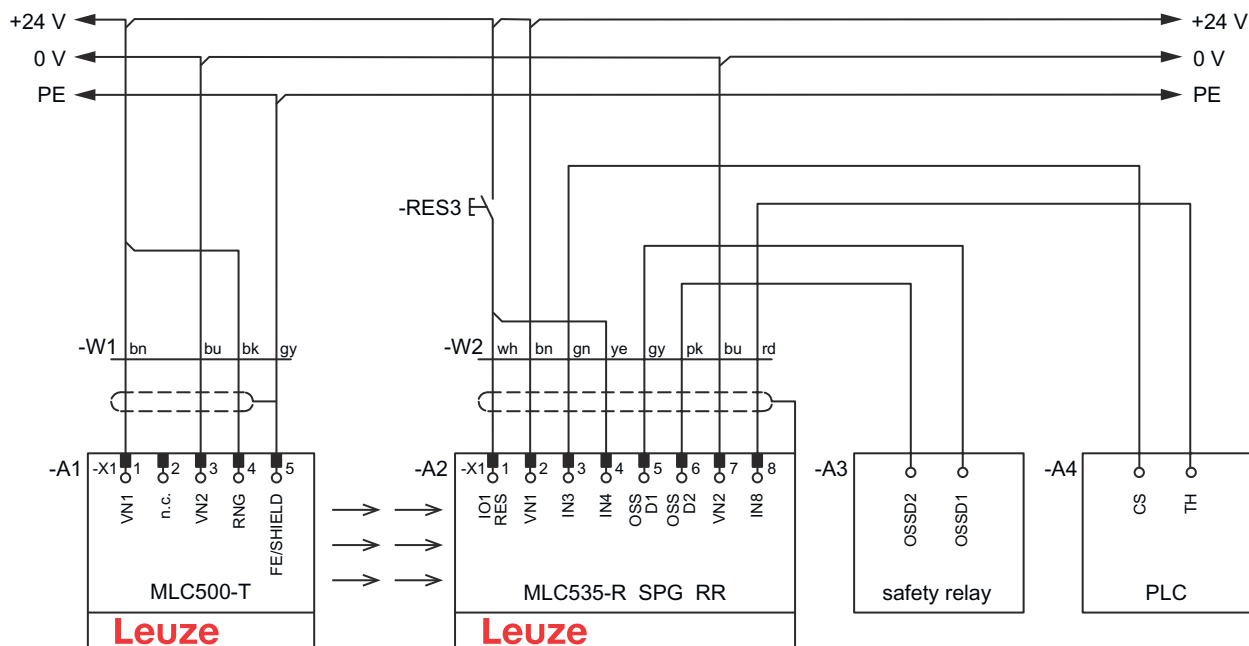 +24 V
+24 V
0 V
0 V
PE
PE
-RES3
-W1 bn bu bk gy
-W2 wh bn gn ye gy pk bu rd
-A1 -X1 1 2 3 4 5
-A2 -X1 1 2 3 4 5 6 7 8
-A3
-A4
VN1
n.c.
VN2
RNG
FE/SHIELD
IO1
RES
VN1
IN3
IN4
OSS
D1
OSS
D2
VN2
IN8
OSSD2
OSSD1
CS
TH
MLC500-T
MLC535-R SPG RR
safety relay
PLC
Leuze
Leuze